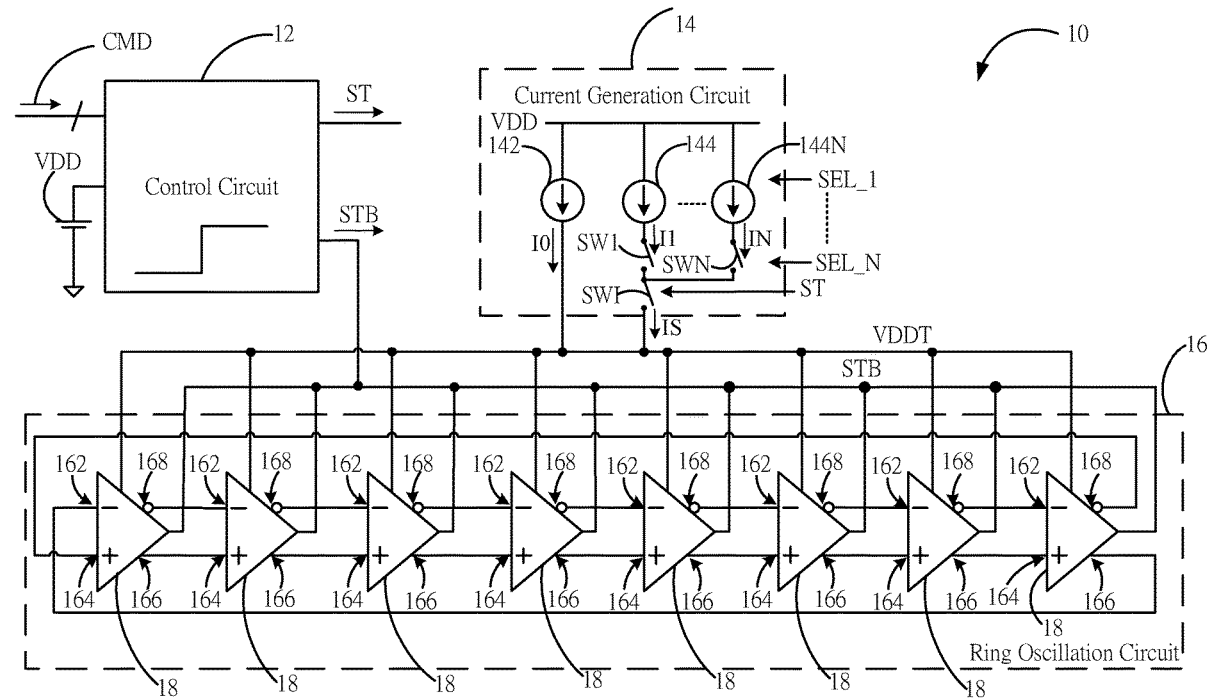 CMD
12
14
10
ST
Current Generation Circuit
VDD
142
144
144N
VDD
SEL_1
Control Circuit
STB
I0
SW1
I1
SWN
IN
SEL_N
SWI
ST
IS
VDDT
STB
16
162 168 162 168 162 168 162 168 162 168 162 168 162 168 162 168
− − − − − − − −
+ + + + + + + +
164 166 164 166 164 166 164 166 164 166 164 166 164 166 164 166
18
Ring Oscillation Circuit
18 18 18 18 18 18 18